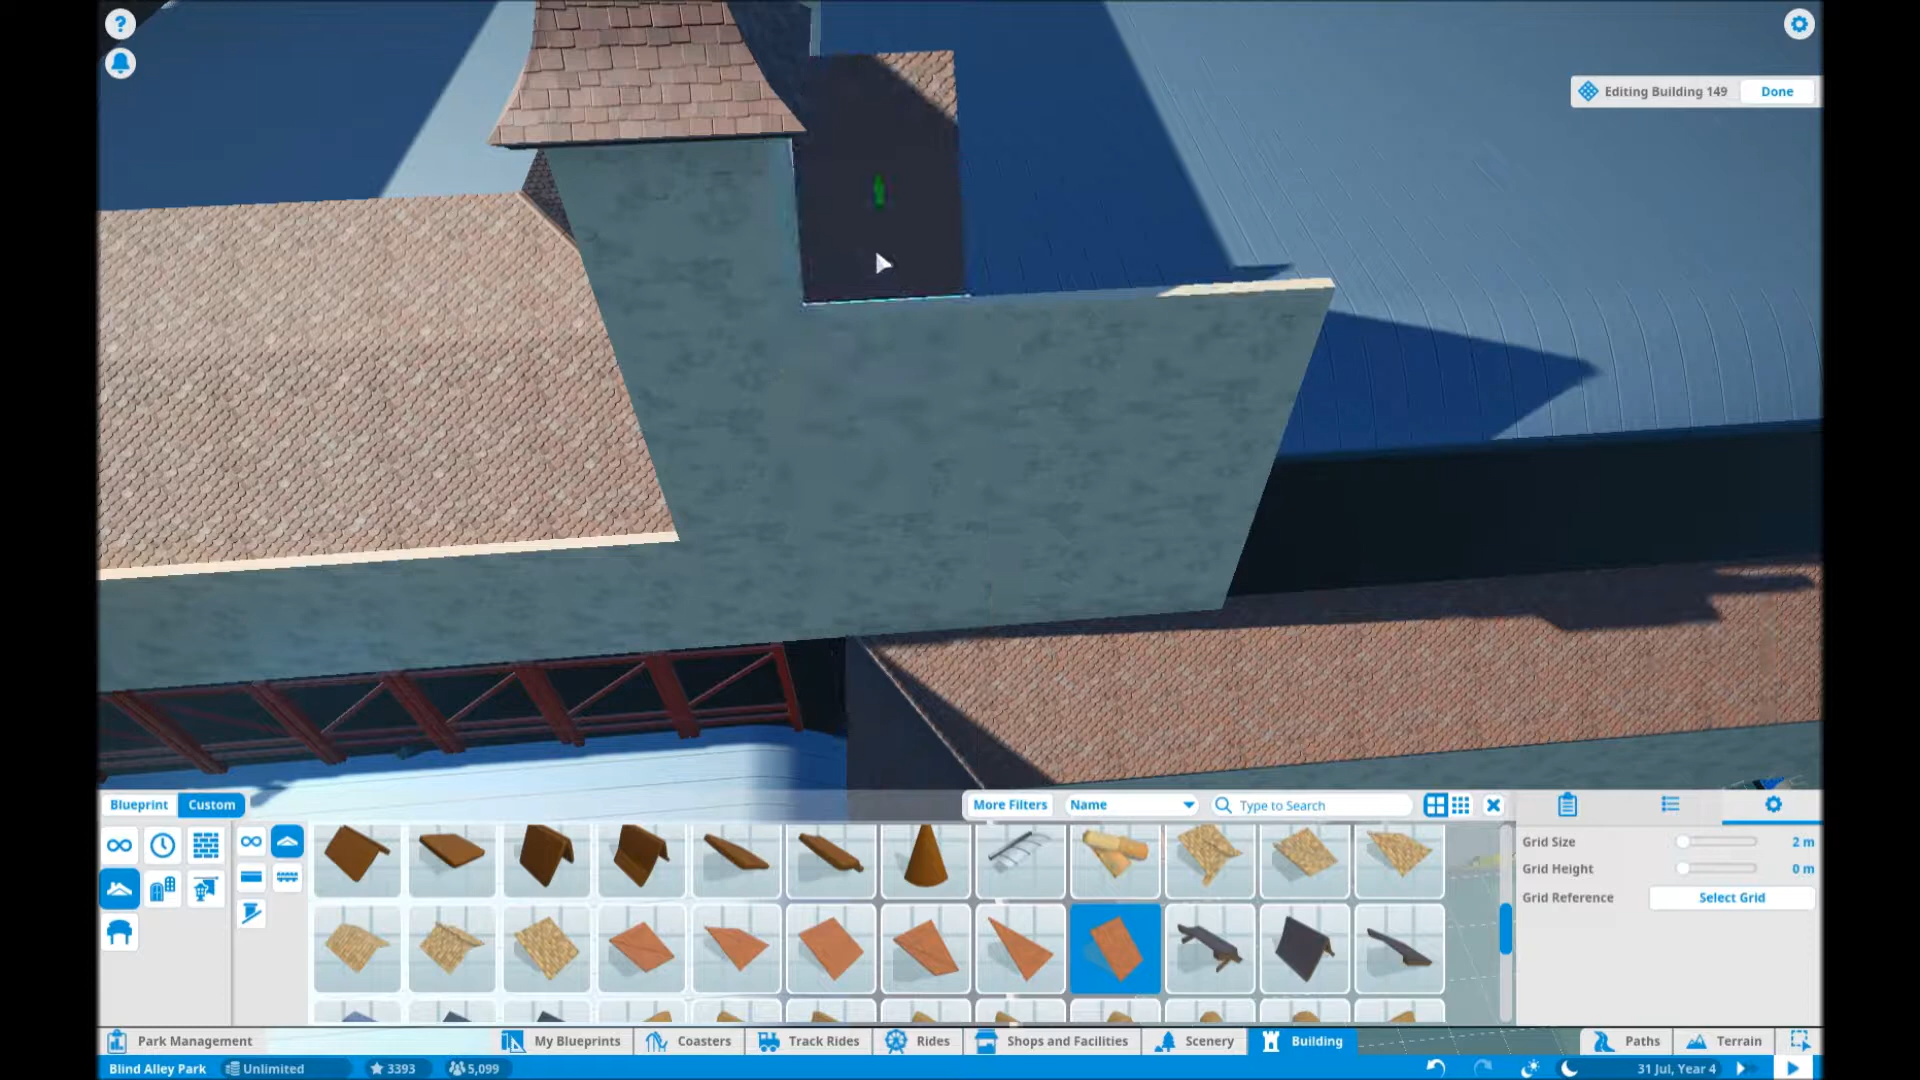 ?
Editing Building 149 Done
Blueprint Custom More Filters Name Type to Search
Grid Size 2 m
Grid Height 0 m
Grid Reference Select Grid
Park Management My Blueprints Coasters Track Rides Rides Shops and Facilities Scenery Building Paths Terrain
Blind Alley Park Unlimited 3393 5,099 31 Jul, Year 4